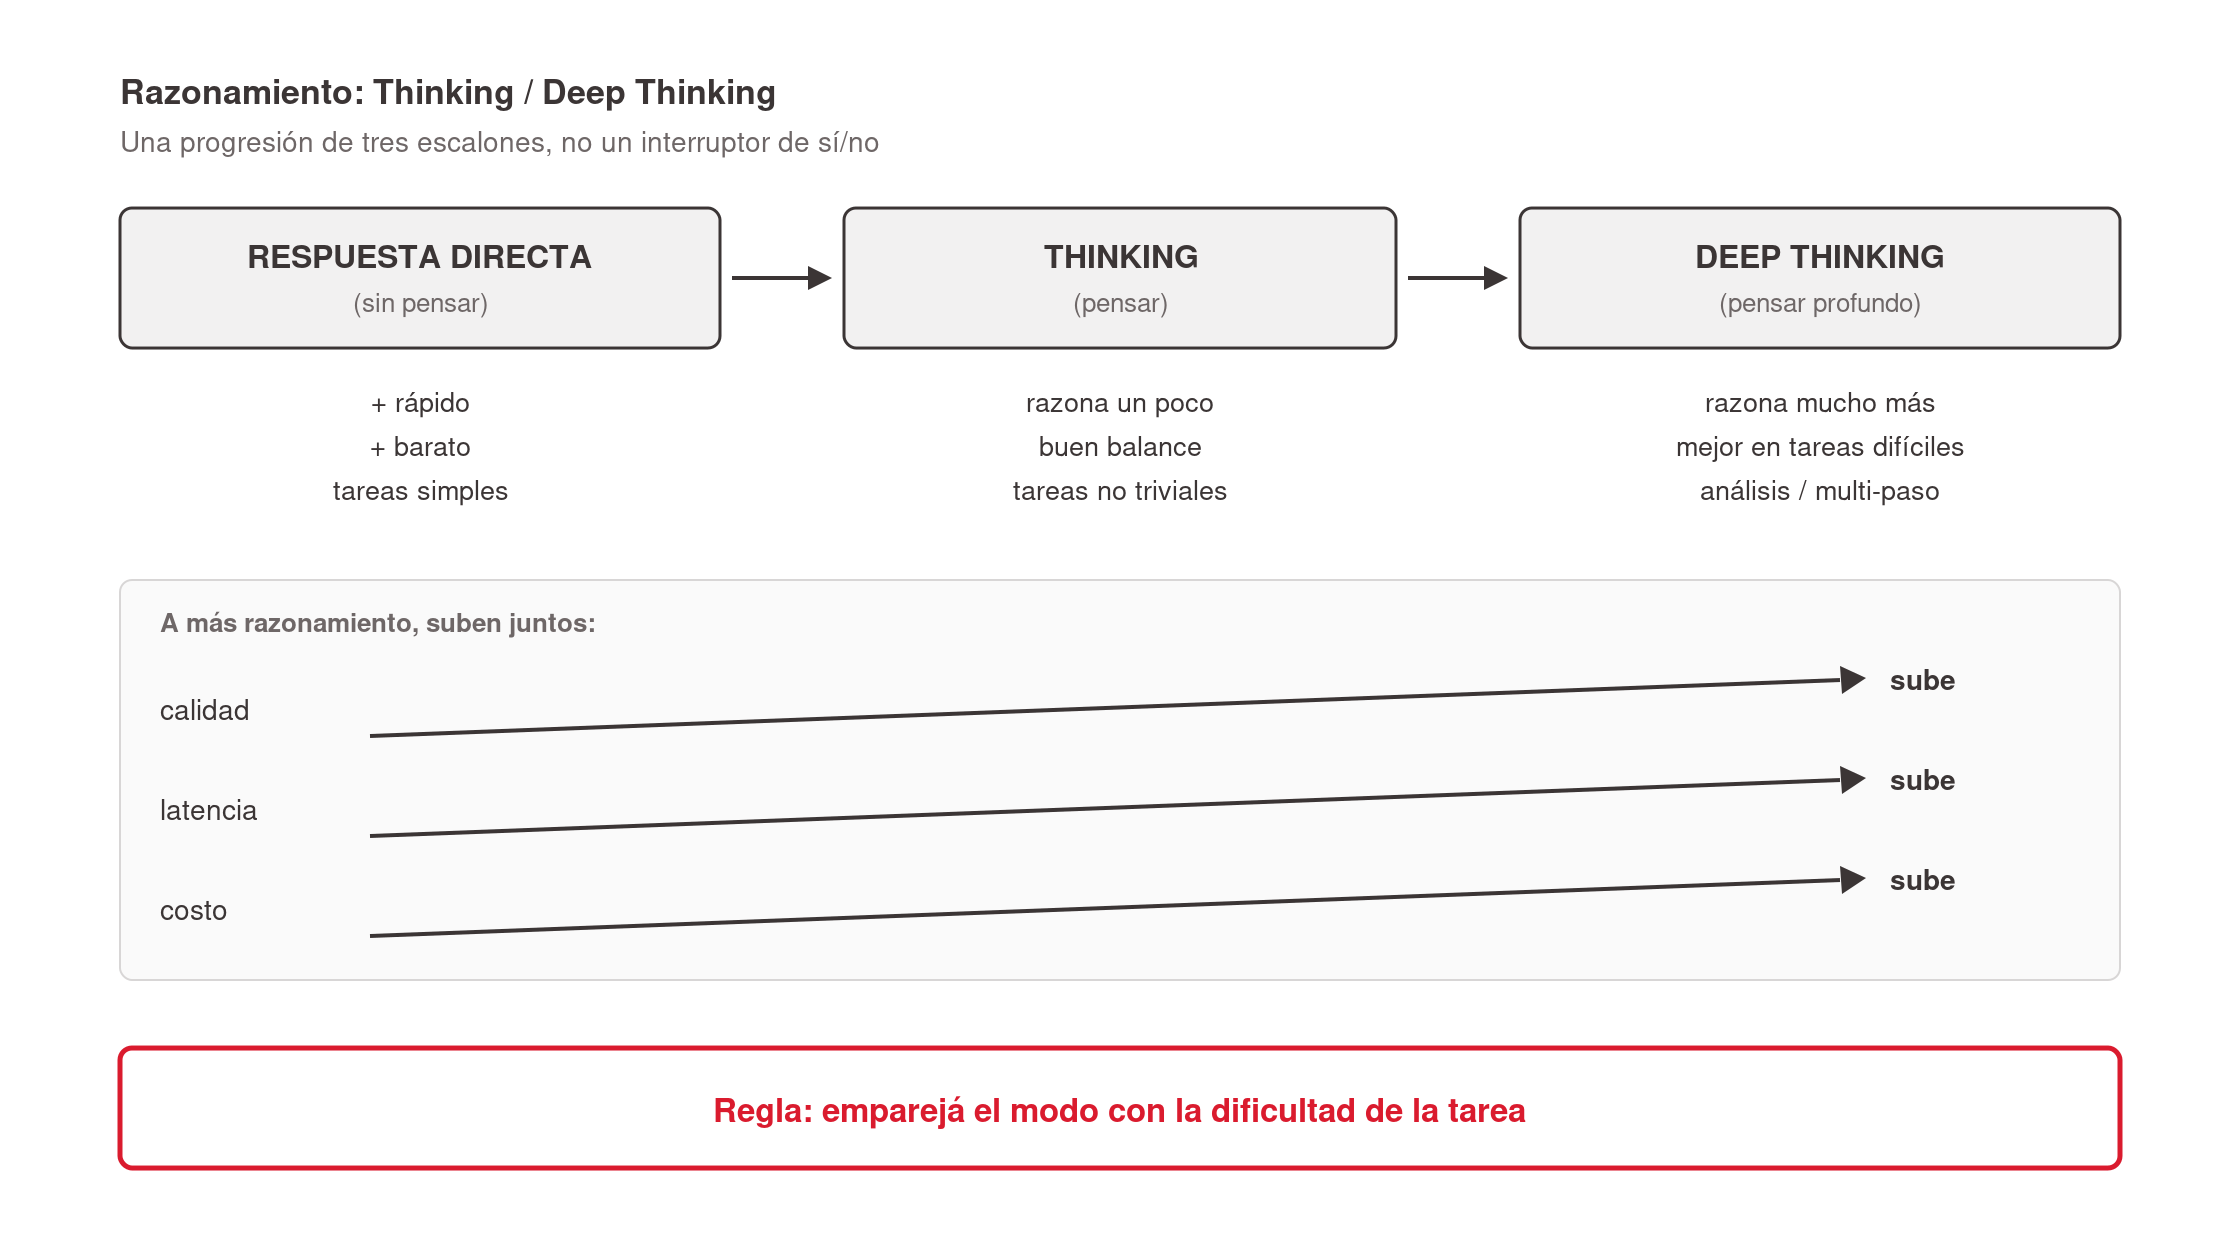 Razonamiento: Thinking / Deep Thinking
Una progresión de tres escalones, no un interruptor de sí/no
RESPUESTA DIRECTA
(sin pensar)
+ rápido
+ barato
tareas simples
THINKING
(pensar)
razona un poco
buen balance
tareas no triviales
DEEP THINKING
(pensar profundo)
razona mucho más
mejor en tareas difíciles
análisis / multi-paso
A más razonamiento, suben juntos:
calidad
sube
latencia
sube
costo
sube
Regla: emparejá el modo con la dificultad de la tarea